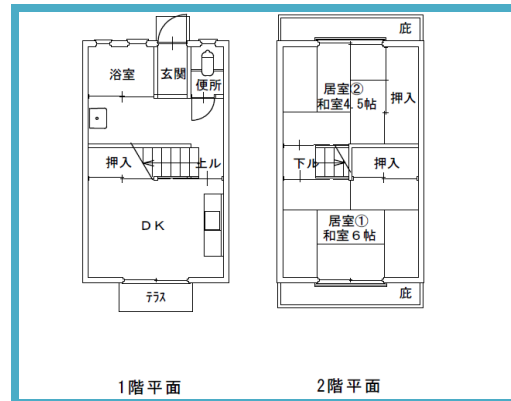 浴室
玄関
便所
押入
上ル
DK
テラス
1階平面
庇
居室②
和室4.5帖
押入
下ル
押入
居室①
和室6帖
庇
2階平面